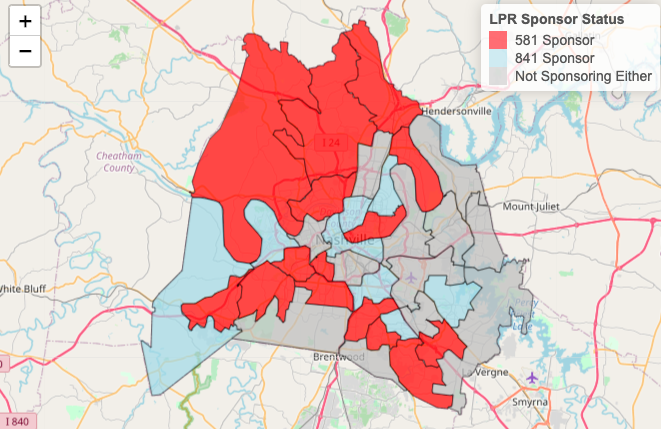 +
−
LPR Sponsor Status
581 Sponsor
841 Sponsor
Not Sponsoring Either
Hendersonville
I 24
Cheatham
County
Mount Juliet
Nashville
White Bluff
Percy
Brentwood
La Vergne
Smyrna
I 840